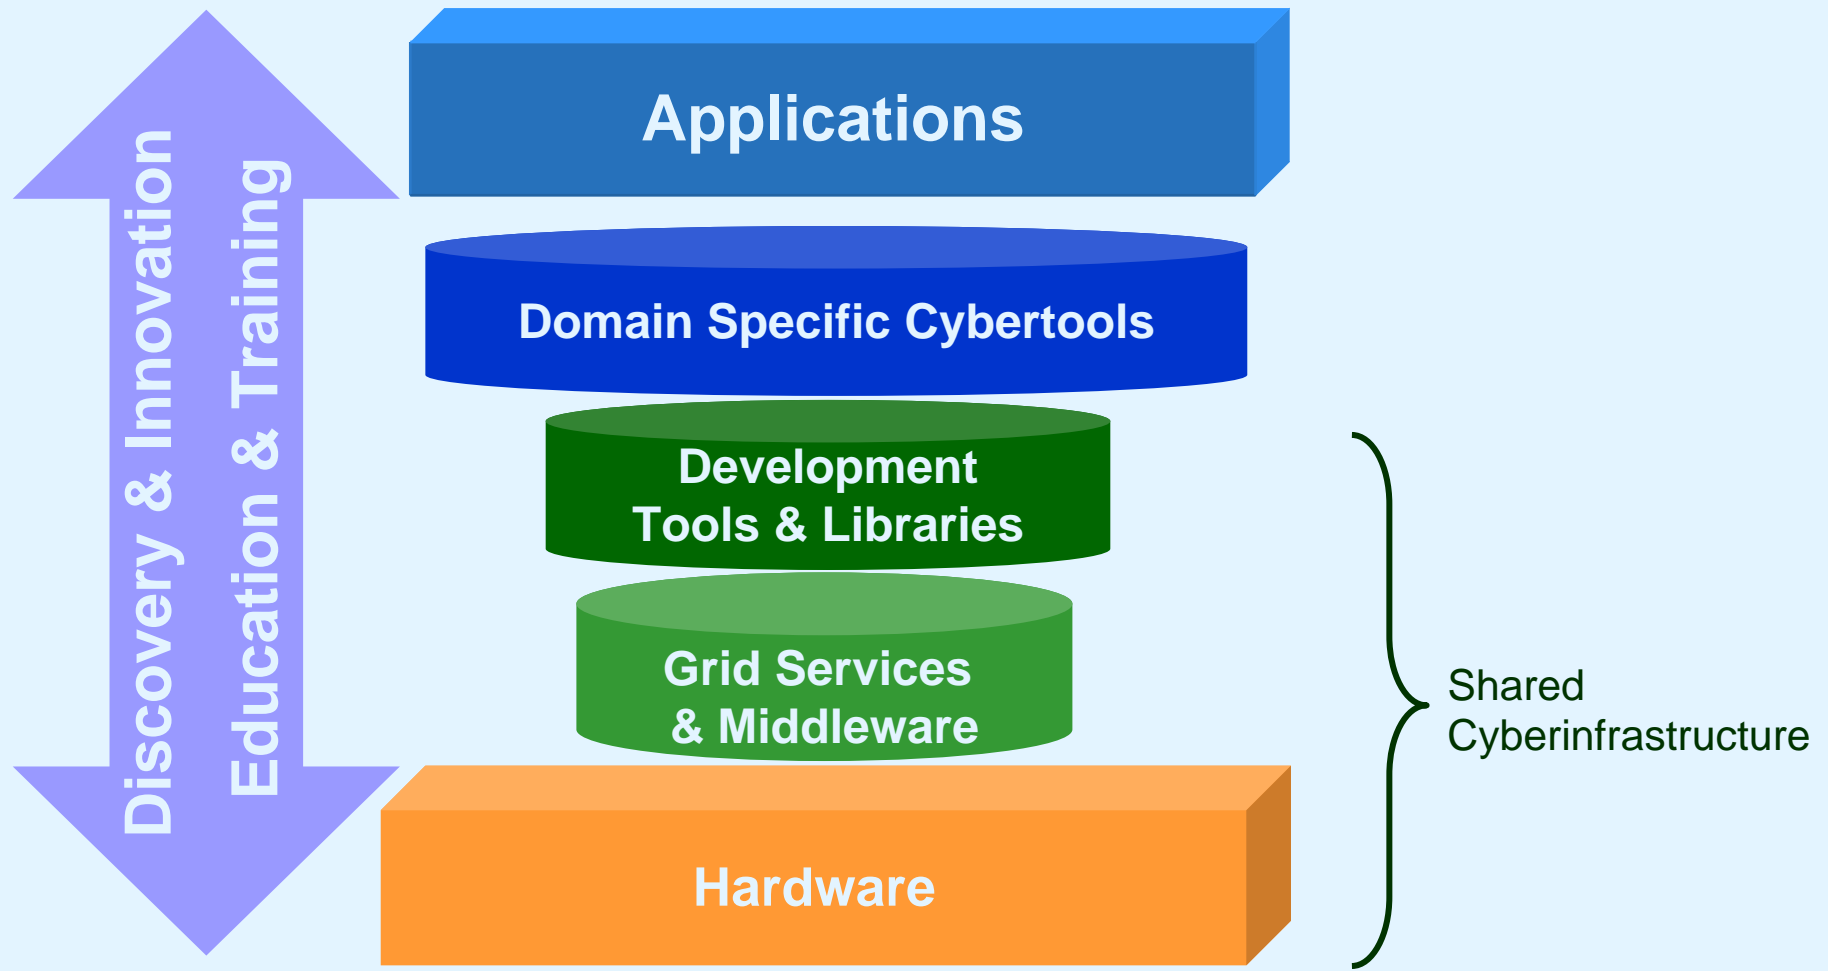 Discovery & Innovation
Education & Training
Applications
Domain Specific Cybertools
Development
Tools & Libraries
Grid Services
& Middleware
Hardware
Shared
Cyberinfrastructure